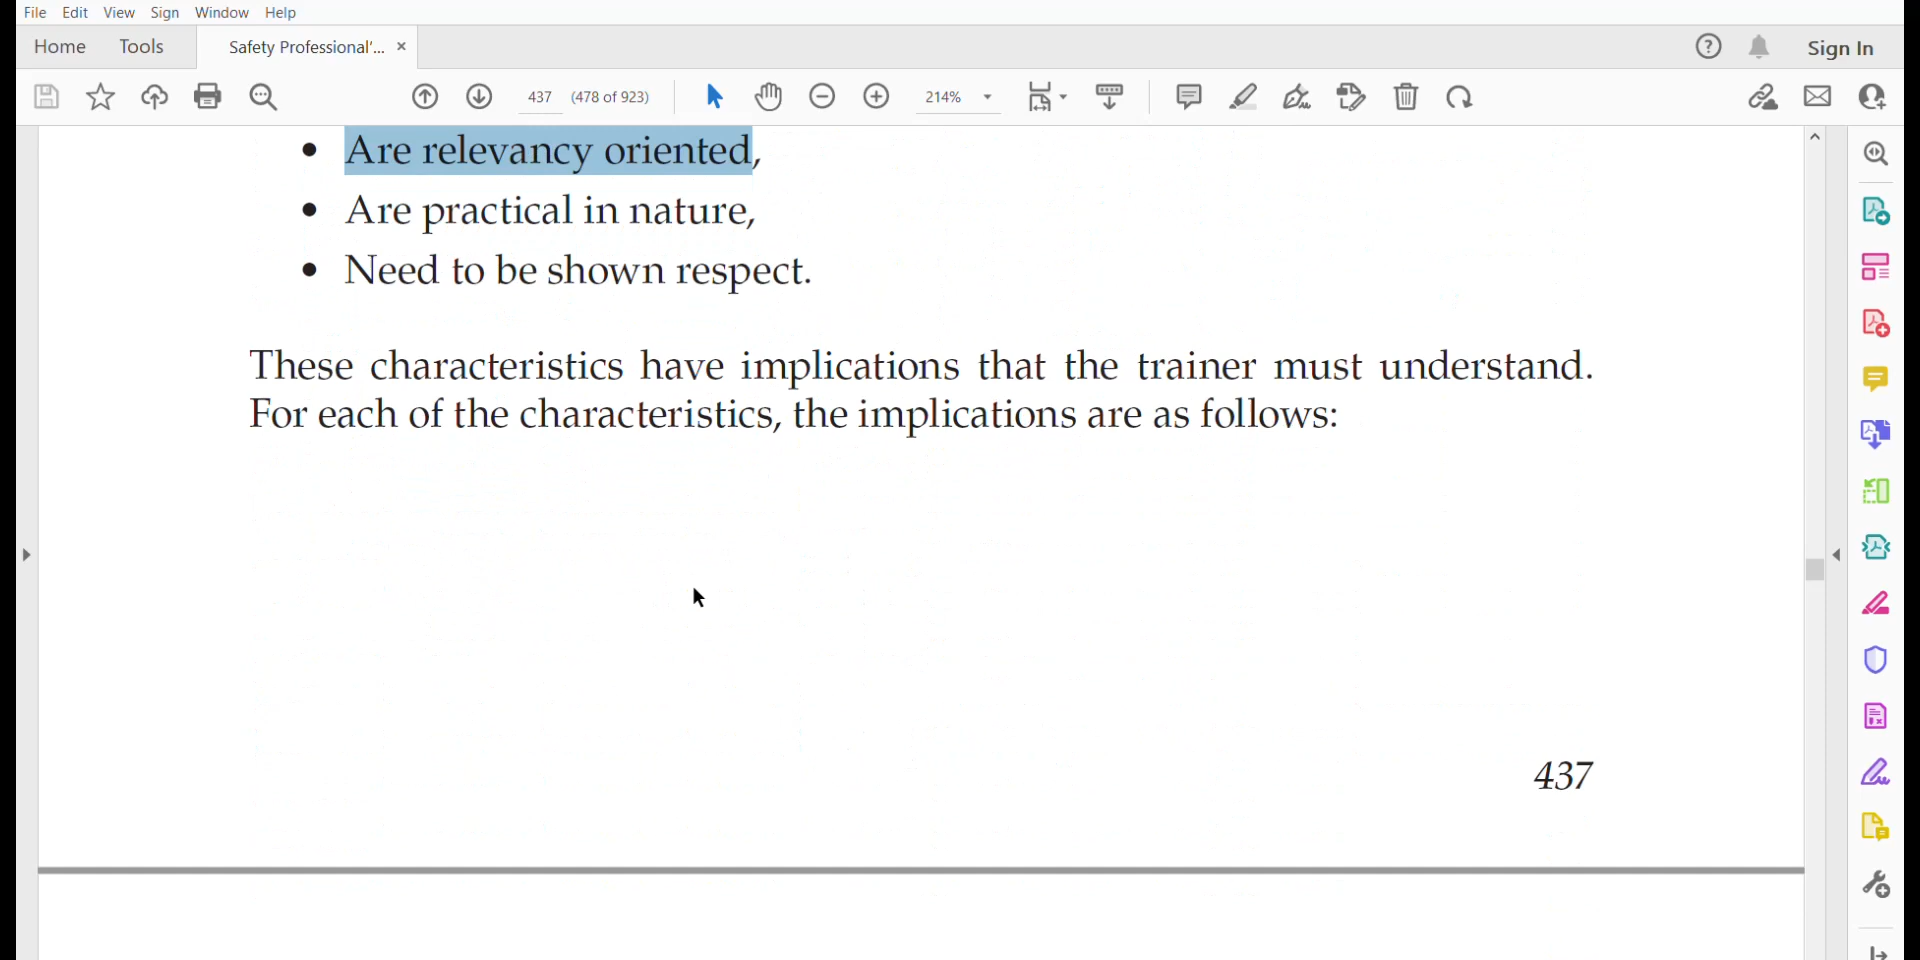 File Edit View Sign Window Help
Home Tools Safety Professional'... × Sign In
437 (478 of 923) 214%
• Are relevancy oriented,
• Are practical in nature,
• Need to be shown respect.
These characteristics have implications that the trainer must understand.
For each of the characteristics, the implications are as follows:
437